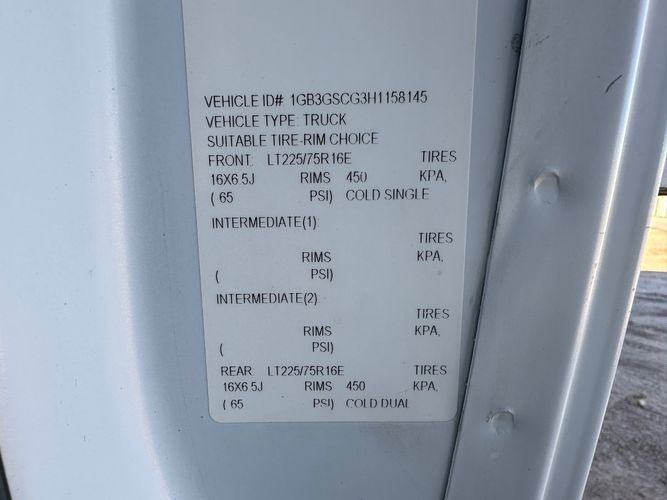 VEHICLE ID# 1GB3GSCG3H1158145
VEHICLE TYPE: TRUCK
SUITABLE TIRE-RIM CHOICE
FRONT: LT225/75R16E TIRES
16X6.5J RIMS 450 KPA,
( 65 PSI) COLD SINGLE
INTERMEDIATE(1)
TIRES
RIMS KPA,
( PSI)
INTERMEDIATE(2)
TIRES
RIMS KPA,
( PSI)
REAR LT225/75R16E TIRES
16X6.5J RIMS 450 KPA,
( 65 PSI) COLD DUAL